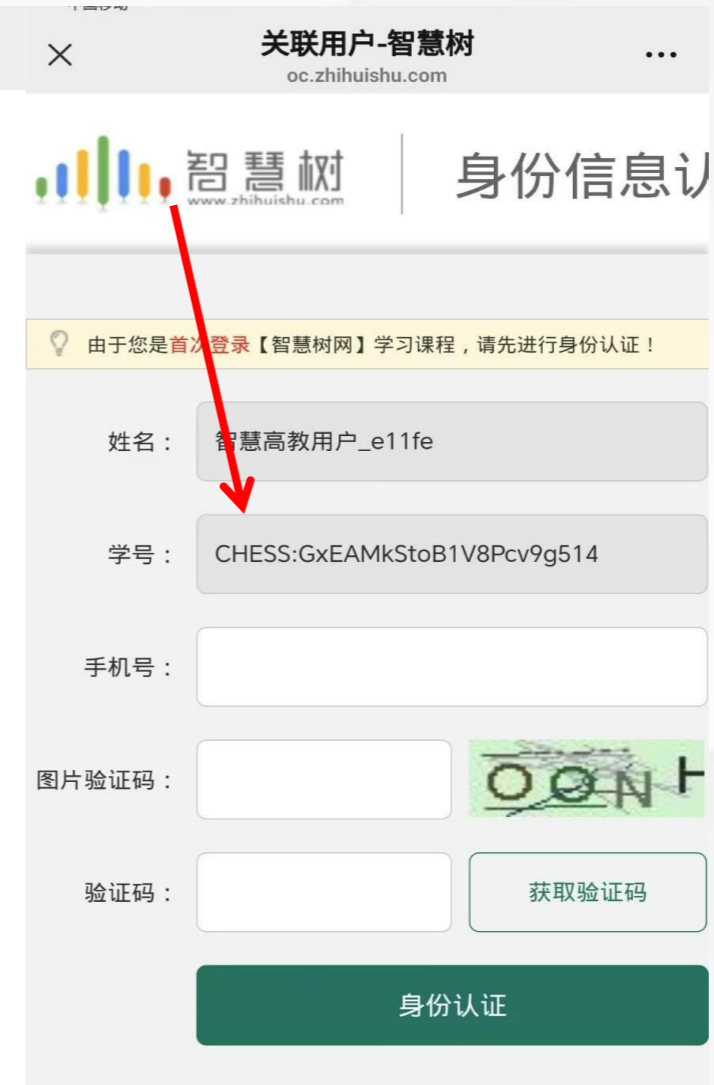 关联用户-智慧树
oc.zhihuishu.com
智慧树
www.zhihuishu.com
身份信息认
由于您是首次登录【智慧树网】学习课程，请先进行身份认证！
姓名：
智慧高教用户_e11fe
学号：
CHESS:GxEAMkStoB1V8Pcv9g514
手机号：
图片验证码：
OONH
验证码：
获取验证码
身份认证